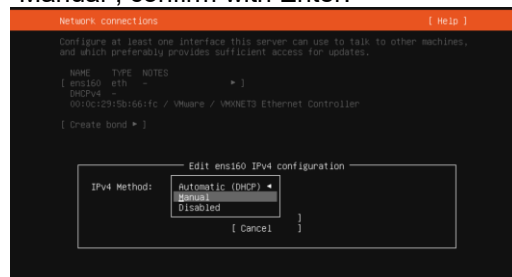 "Manual", confirm with Enter.
Network connections [ Help ]
Configure at least one interface this server can use to talk to other machines,
and which preferably provides sufficient access for updates.
NAME TYPE NOTES
[ ens160 eth - ▸ ]
DHCPv4 -
00:0c:29:5b:66:fc / VMware / VMXNET3 Ethernet Controller
[ Create bond ▸ ]
Edit ens160 IPv4 configuration
IPv4 Method: Automatic (DHCP) ◂
Manual
Disabled
]
[ Cancel ]